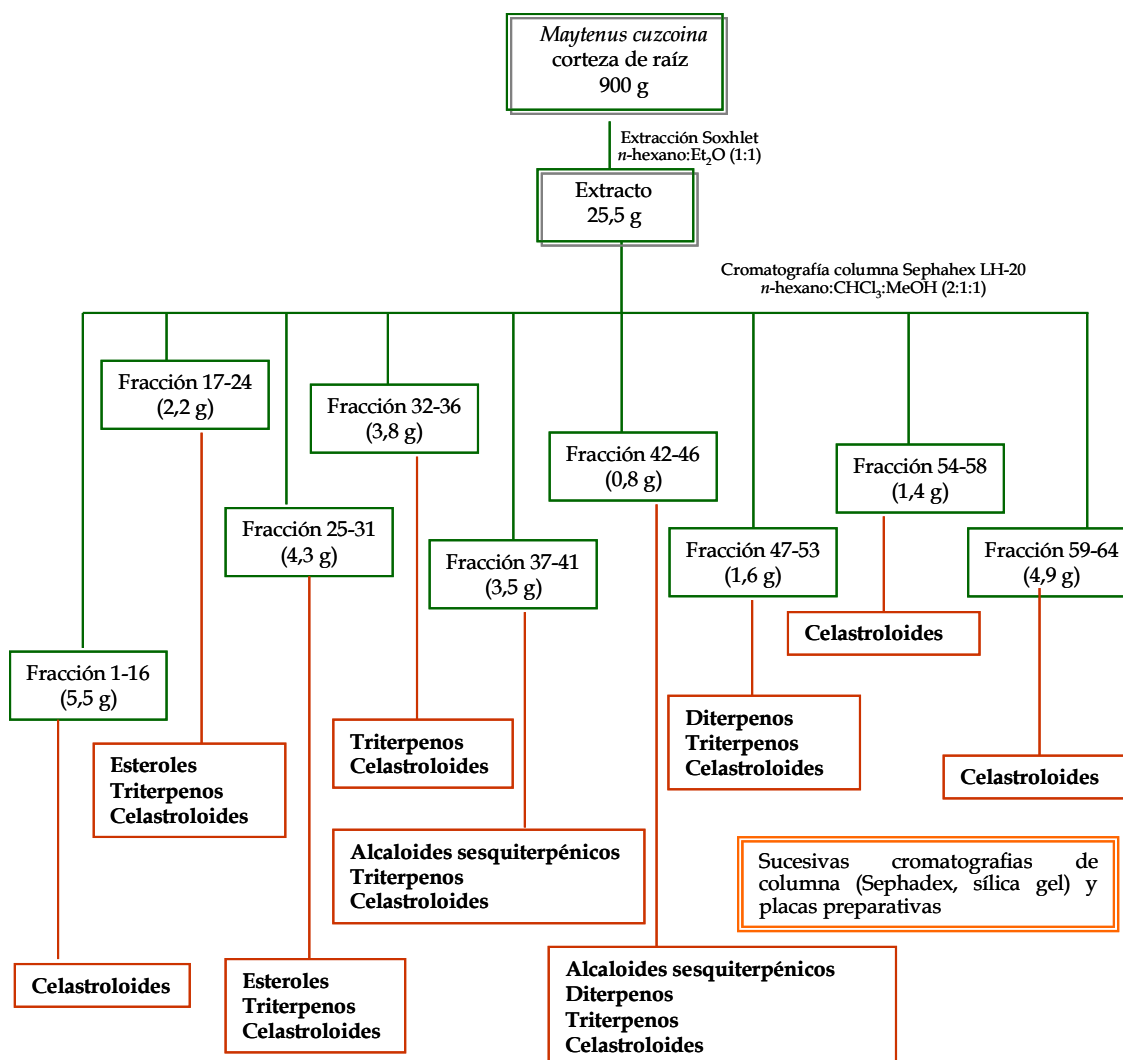 Maytenus cuzcoina
corteza de raíz
900 g
Extracción Soxhlet
n-hexano:Et₂O (1:1)
Extracto
25,5 g
Cromatografía columna Sephahex LH-20
n-hexano:CHCl₃:MeOH (2:1:1)
Fracción 17-24
(2,2 g)
Fracción 32-36
(3,8 g)
Fracción 42-46
(0,8 g)
Fracción 54-58
(1,4 g)
Fracción 25-31
(4,3 g)
Fracción 37-41
(3,5 g)
Fracción 47-53
(1,6 g)
Fracción 59-64
(4,9 g)
Fracción 1-16
(5,5 g)
Celastroloides
Esteroles
Triterpenos
Celastroloides
Triterpenos
Celastroloides
Diterpenos
Triterpenos
Celastroloides
Celastroloides
Alcaloides sesquiterpénicos
Triterpenos
Celastroloides
Sucesivas cromatografias de
columna (Sephadex, sílica gel) y
placas preparativas
Celastroloides
Esteroles
Triterpenos
Celastroloides
Alcaloides sesquiterpénicos
Diterpenos
Triterpenos
Celastroloides